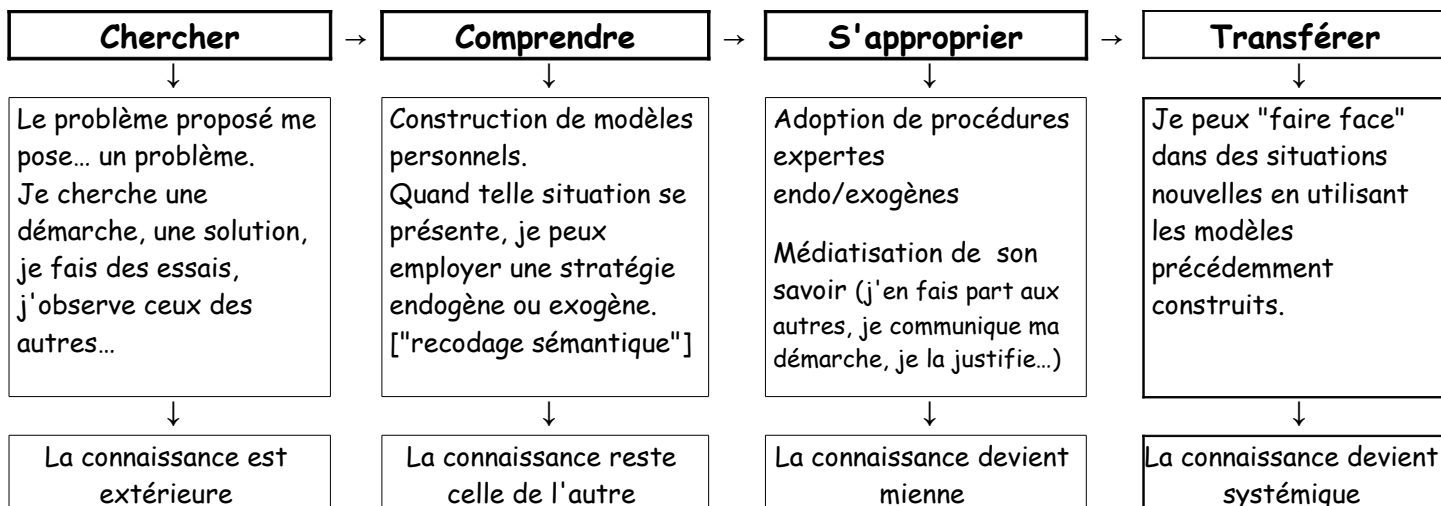 Chercher → Comprendre → S'approprier → Transférer
↓ ↓ ↓ ↓
Le problème proposé me
pose… un problème.
Je cherche une
démarche, une solution,
je fais des essais,
j'observe ceux des
autres…
Construction de modèles
personnels.
Quand telle situation se
présente, je peux
employer une stratégie
endogène ou exogène.
["recodage sémantique"]
Adoption de procédures
expertes
endo/exogènes
Médiatisation de son
savoir (j'en fais part aux
autres, je communique ma
démarche, je la justifie…)
Je peux "faire face"
dans des situations
nouvelles en utilisant
les modèles
précédemment
construits.
↓ ↓ ↓ ↓
La connaissance est
extérieure
La connaissance reste
celle de l'autre
La connaissance devient
mienne
La connaissance devient
systémique